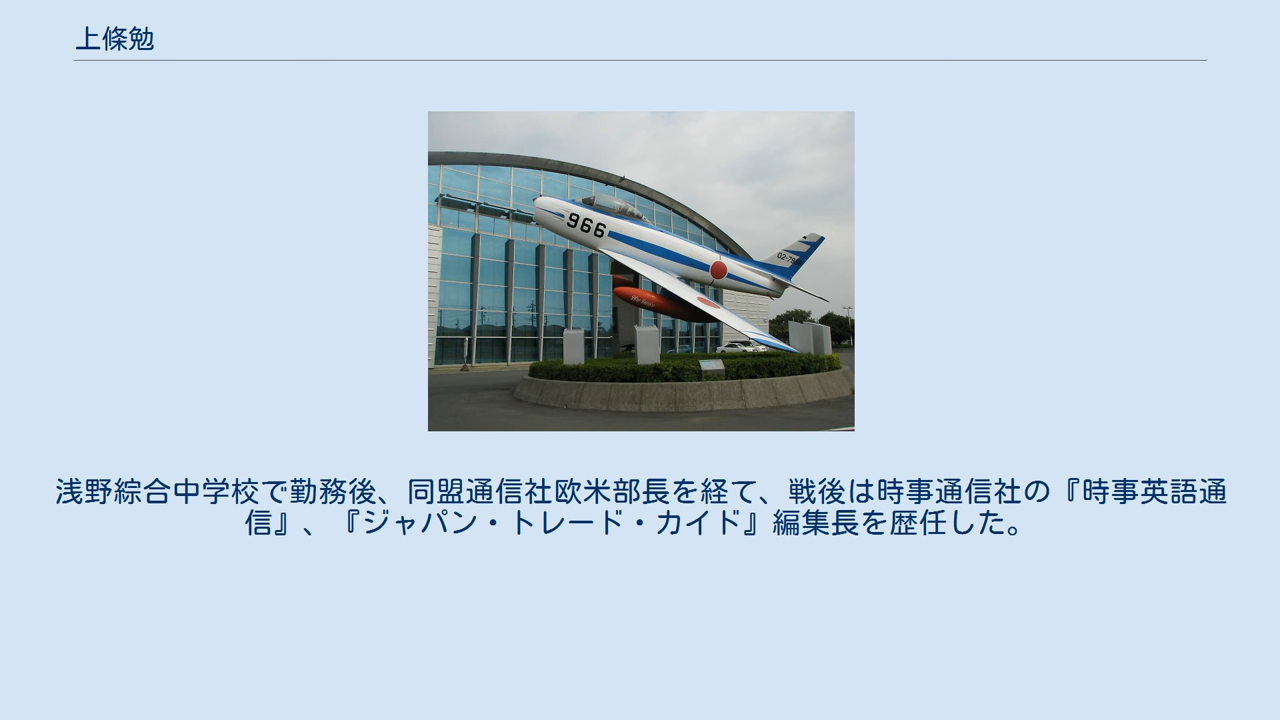 上條勉
966
02-79
浅野綜合中学校で勤務後、同盟通信社欧米部長を経て、戦後は時事通信社の『時事英語通
信』、『ジャパン・トレード・カイド』編集長を歴任した。